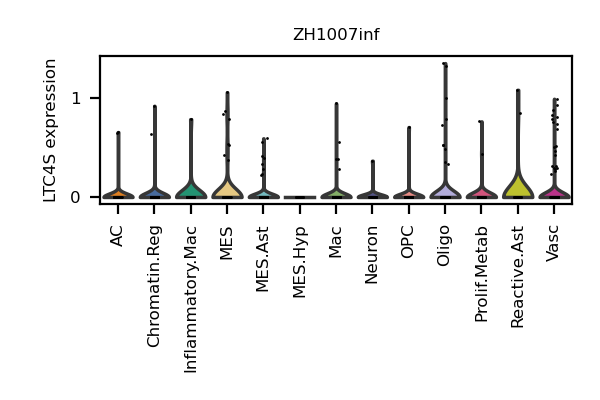 ZH1007inf
LTC4S expression
1
0
AC
Chromatin.Reg
Inflammatory.Mac
MES
MES.Ast
MES.Hyp
Mac
Neuron
OPC
Oligo
Prolif.Metab
Reactive.Ast
Vasc